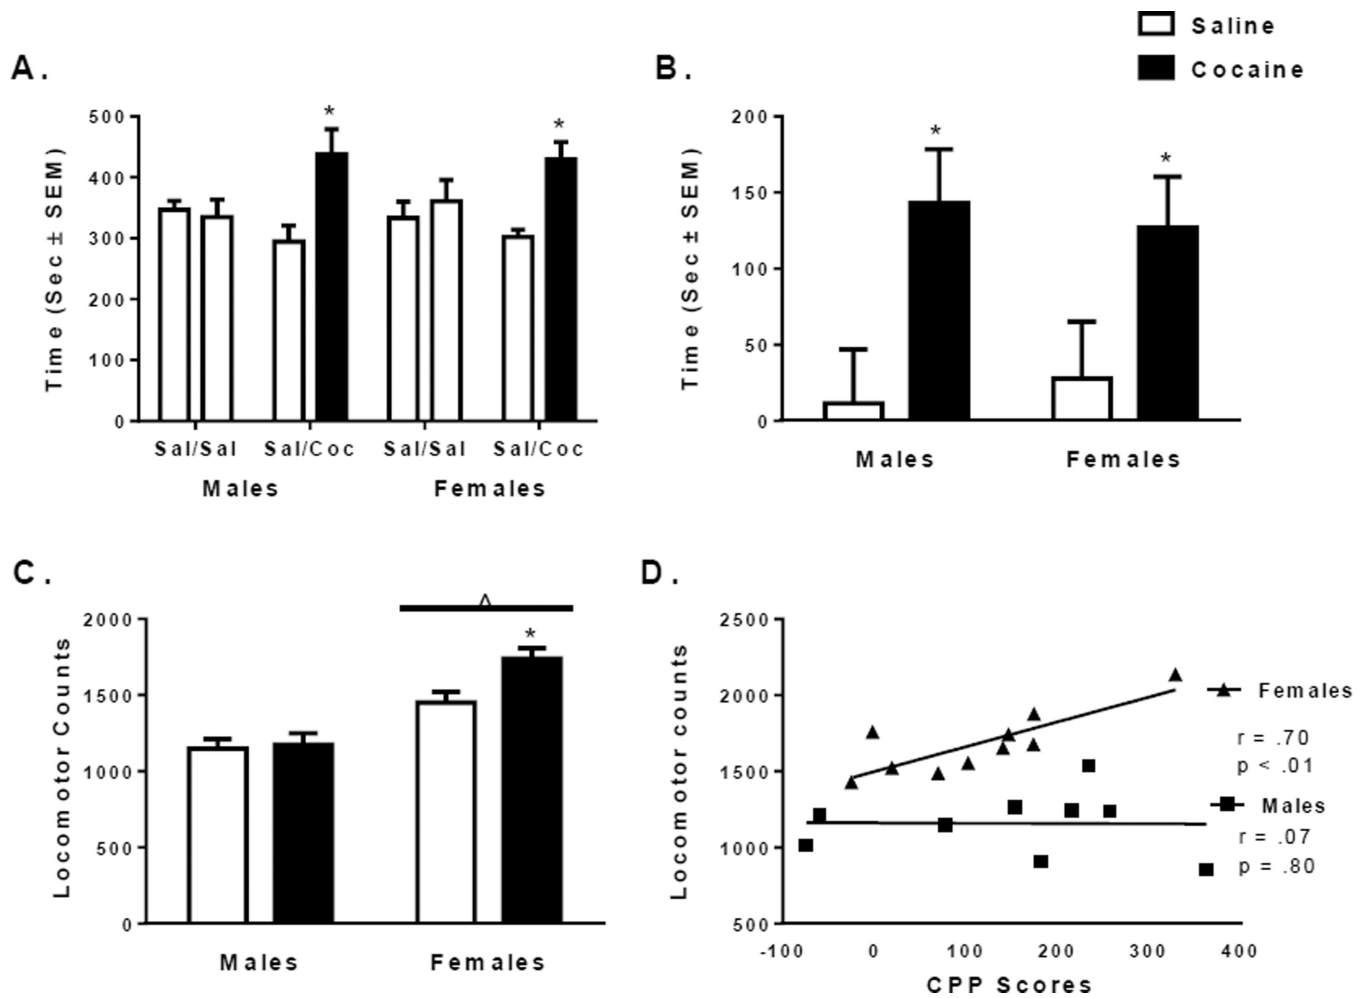 Saline
Cocaine
A.
Time (Sec ± SEM)
500
400
300
200
100
0
*
*
Sal/Sal
Sal/Coc
Sal/Sal
Sal/Coc
Males
Females
B.
Time (Sec ± SEM)
200
150
100
50
0
*
*
Males
Females
C.
Locomotor Counts
2000
1500
1000
500
0
^
*
Males
Females
D.
Locomotor counts
2500
2000
1500
1000
500
-100
0
100
200
300
400
CPP Scores
Females
r = .70
p < .01
Males
r = .07
p = .80